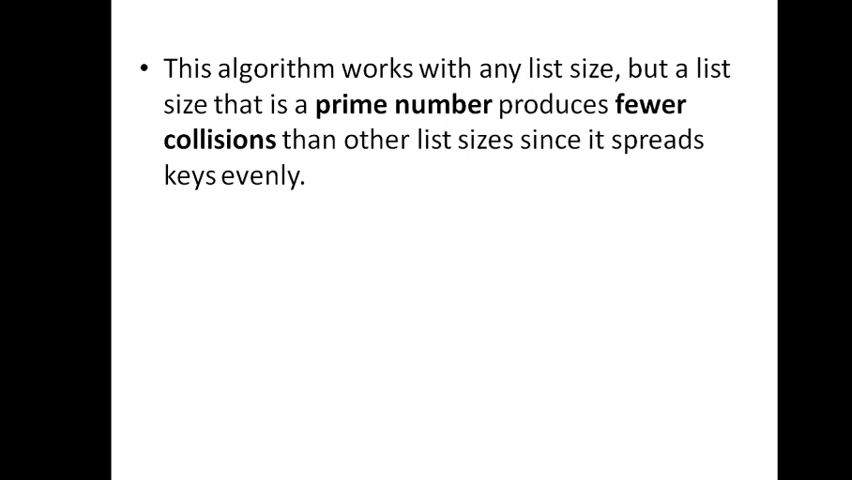 • This algorithm works with any list size, but a list
size that is a prime number produces fewer
collisions than other list sizes since it spreads
keys evenly.